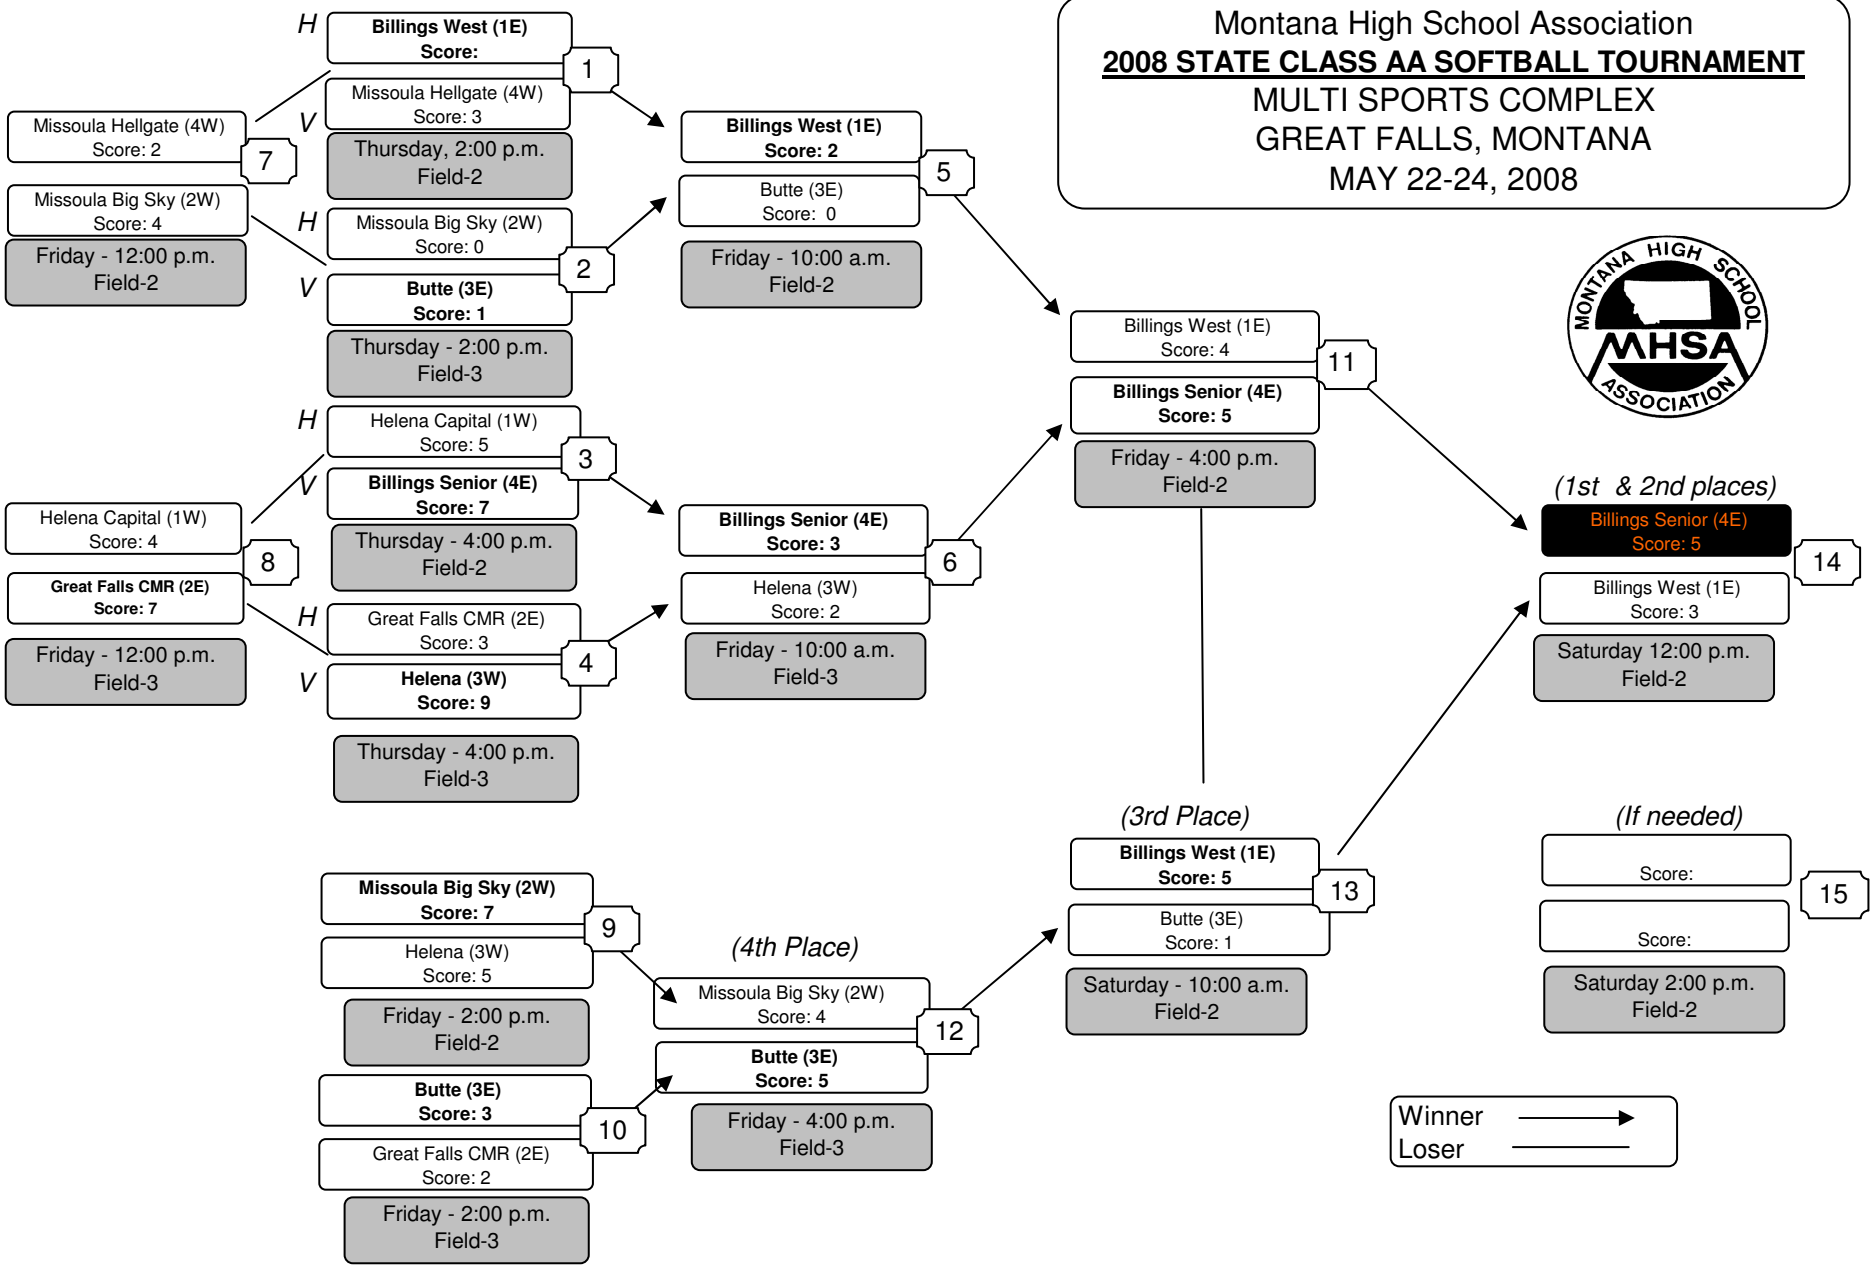 Montana High School Association
2008 STATE CLASS AA SOFTBALL TOURNAMENT
MULTI SPORTS COMPLEX
GREAT FALLS, MONTANA
MAY 22-24, 2008
MONTANA HIGH SCHOOL
MHSA
ASSOCIATION
Missoula Hellgate (4W)
Score: 2
7
Missoula Big Sky (2W)
Score: 4
Friday - 12:00 p.m.
Field-2
Helena Capital (1W)
Score: 4
8
Great Falls CMR (2E)
Score: 7
Friday - 12:00 p.m.
Field-3
H
Billings West (1E)
Score:
1
V
Missoula Hellgate (4W)
Score: 3
Thursday, 2:00 p.m.
Field-2
H
Missoula Big Sky (2W)
Score: 0
2
V
Butte (3E)
Score: 1
Thursday - 2:00 p.m.
Field-3
H
Helena Capital (1W)
Score: 5
3
V
Billings Senior (4E)
Score: 7
Thursday - 4:00 p.m.
Field-2
H
Great Falls CMR (2E)
Score: 3
4
V
Helena (3W)
Score: 9
Thursday - 4:00 p.m.
Field-3
Missoula Big Sky (2W)
Score: 7
9
Helena (3W)
Score: 5
Friday - 2:00 p.m.
Field-2
Butte (3E)
Score: 3
10
Great Falls CMR (2E)
Score: 2
Friday - 2:00 p.m.
Field-3
Billings West (1E)
Score: 2
5
Butte (3E)
Score: 0
Friday - 10:00 a.m.
Field-2
Billings Senior (4E)
Score: 3
6
Helena (3W)
Score: 2
Friday - 10:00 a.m.
Field-3
(4th Place)
Missoula Big Sky (2W)
Score: 4
12
Butte (3E)
Score: 5
Friday - 4:00 p.m.
Field-3
Billings West (1E)
Score: 4
11
Billings Senior (4E)
Score: 5
Friday - 4:00 p.m.
Field-2
(3rd Place)
Billings West (1E)
Score: 5
13
Butte (3E)
Score: 1
Saturday - 10:00 a.m.
Field-2
(1st & 2nd places)
Billings Senior (4E)
Score: 5
14
Billings West (1E)
Score: 3
Saturday 12:00 p.m.
Field-2
(If needed)
Score:
15
Score:
Saturday 2:00 p.m.
Field-2
Winner
Loser